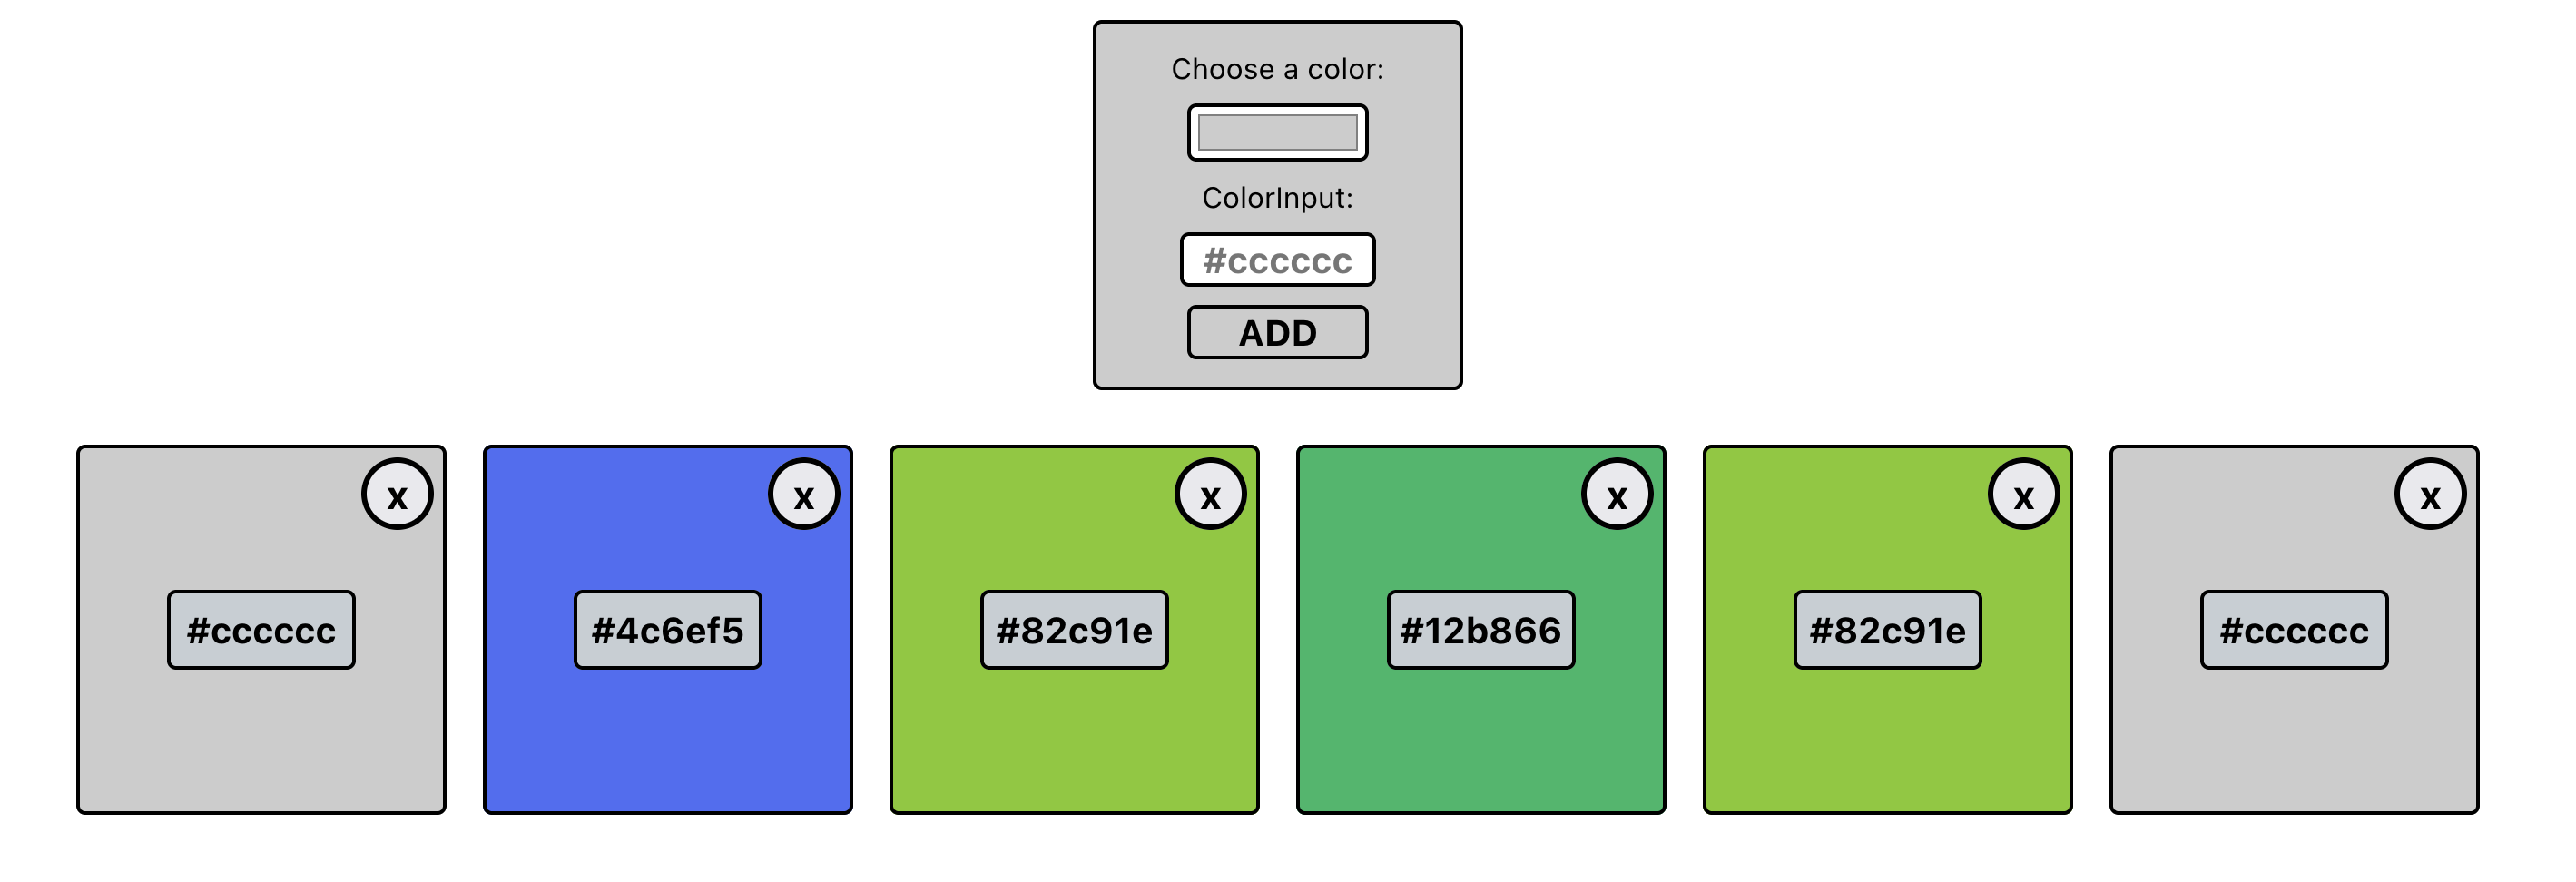 Choose a color:
ColorInput:
#cccccc
ADD
x
x
x
x
x
x
#cccccc
#4c6ef5
#82c91e
#12b866
#82c91e
#cccccc